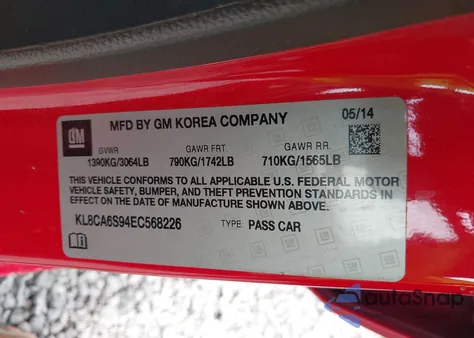 GM
MFD BY GM KOREA COMPANY
05/14
GVWR GAWR FRT. GAWR RR.
1390KG/3064LB 790KG/1742LB 710KG/1565LB
THIS VEHICLE CONFORMS TO ALL APPLICABLE U.S. FEDERAL MOTOR
VEHICLE SAFETY, BUMPER, AND THEFT PREVENTION STANDARDS IN
EFFECT ON THE DATE OF MANUFACTURE SHOWN ABOVE.
KL8CA6S94EC568226 TYPE: PASS CAR
AutoSnap